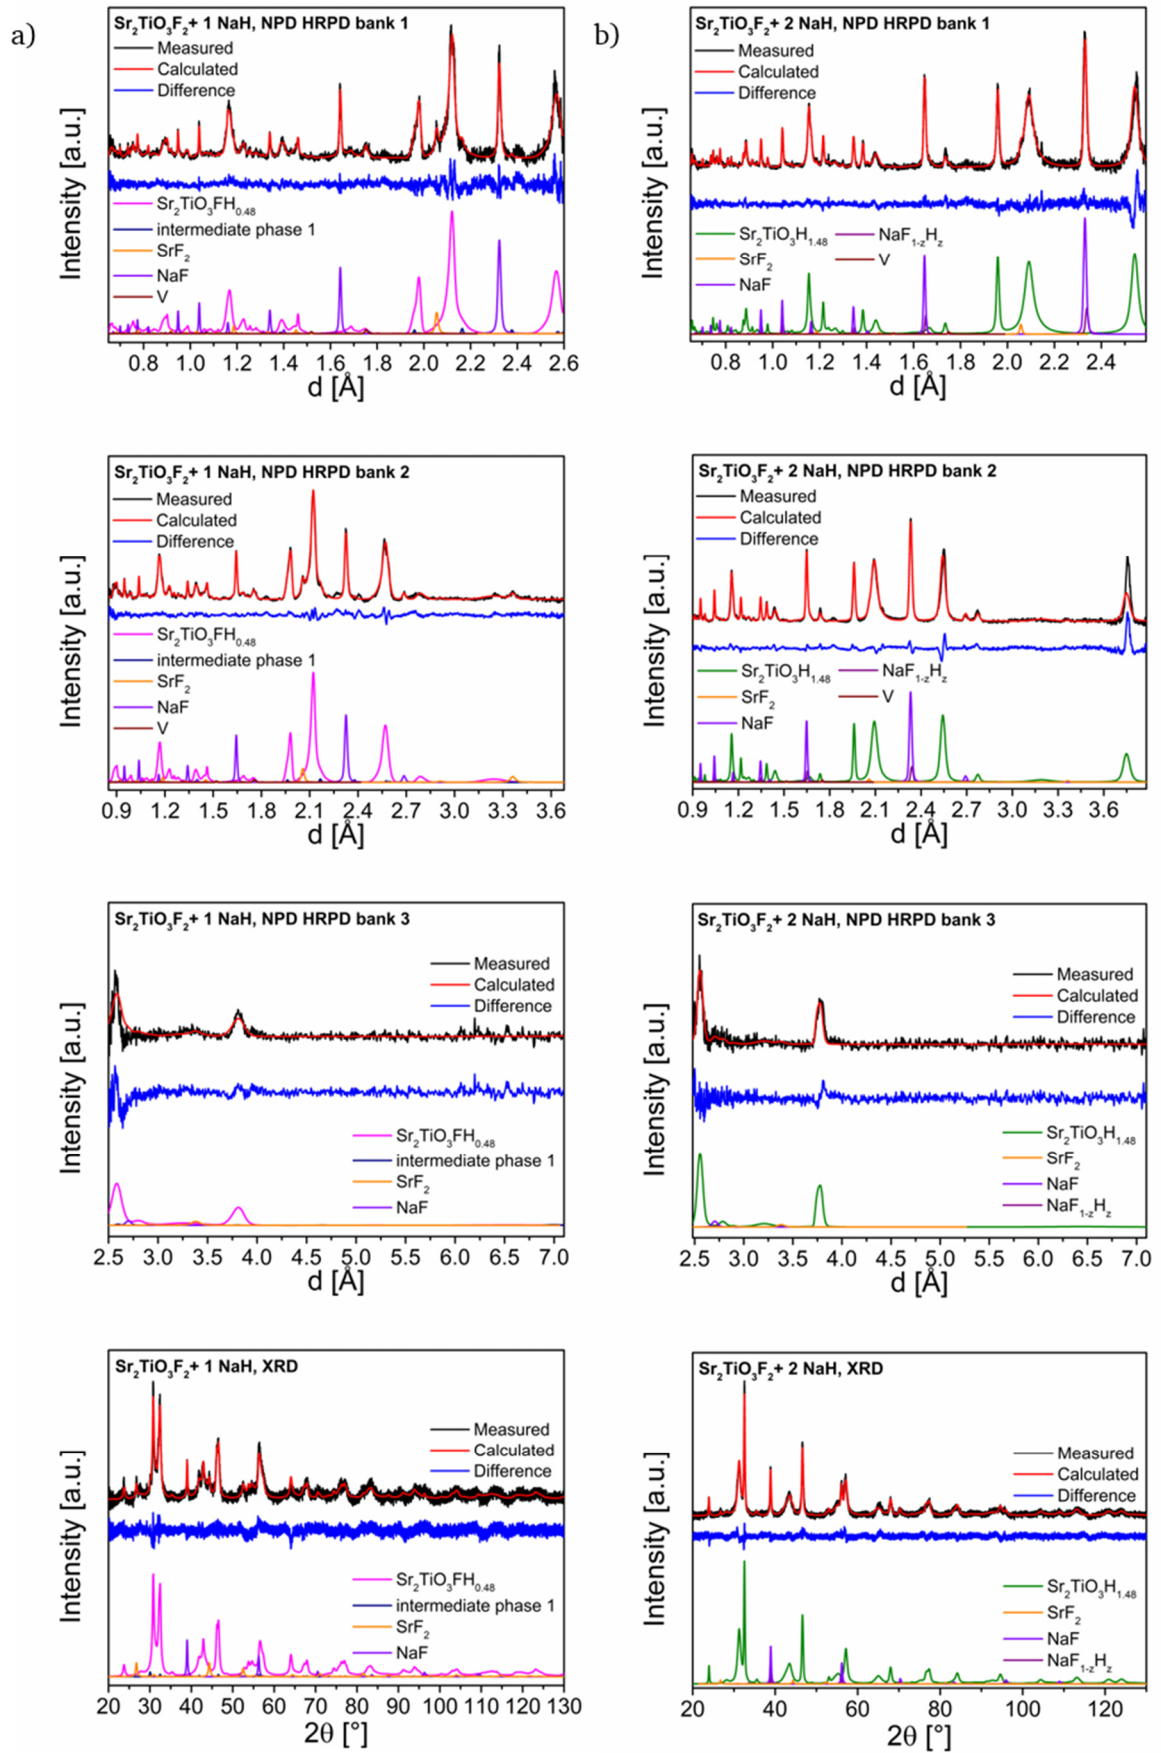 a)
Sr2TiO3F2+ 1 NaH, NPD HRPD bank 1
Measured
Calculated
Difference
Sr2TiO3FH0.48
intermediate phase 1
SrF2
NaF
V
Intensity [a.u.]
0.8 1.0 1.2 1.4 1.6 1.8 2.0 2.2 2.4 2.6
d [Å]
b)
Sr2TiO3F2+ 2 NaH, NPD HRPD bank 1
Measured
Calculated
Difference
Sr2TiO3H1.48 NaF1-zHz
SrF2 V
NaF
Intensity [a.u.]
0.8 1.0 1.2 1.4 1.6 1.8 2.0 2.2 2.4
d [Å]
Sr2TiO3F2+ 1 NaH, NPD HRPD bank 2
Measured
Calculated
Difference
Sr2TiO3FH0.48
intermediate phase 1
SrF2
NaF
V
Intensity [a.u.]
0.9 1.2 1.5 1.8 2.1 2.4 2.7 3.0 3.3 3.6
d [Å]
Sr2TiO3F2+ 2 NaH, NPD HRPD bank 2
Measured
Calculated
Difference
Sr2TiO3H1.48 NaF1-zHz
SrF2 V
NaF
Intensity [a.u.]
0.9 1.2 1.5 1.8 2.1 2.4 2.7 3.0 3.3 3.6
d [Å]
Sr2TiO3F2+ 1 NaH, NPD HRPD bank 3
Measured
Calculated
Difference
Sr2TiO3FH0.48
intermediate phase 1
SrF2
NaF
Intensity [a.u.]
2.5 3.0 3.5 4.0 4.5 5.0 5.5 6.0 6.5 7.0
d [Å]
Sr2TiO3F2+ 2 NaH, NPD HRPD bank 3
Measured
Calculated
Difference
Sr2TiO3H1.48
SrF2
NaF
NaF1-zHz
Intensity [a.u.]
2.5 3.0 3.5 4.0 4.5 5.0 5.5 6.0 6.5 7.0
d [Å]
Sr2TiO3F2+ 1 NaH, XRD
Measured
Calculated
Difference
Sr2TiO3FH0.48
intermediate phase 1
SrF2
NaF
Intensity [a.u.]
20 30 40 50 60 70 80 90 100 110 120 130
2θ [°]
Sr2TiO3F2+ 2 NaH, XRD
Measured
Calculated
Difference
Sr2TiO3H1.48
SrF2
NaF
NaF1-zHz
Intensity [a.u.]
20 40 60 80 100 120
2θ [°]